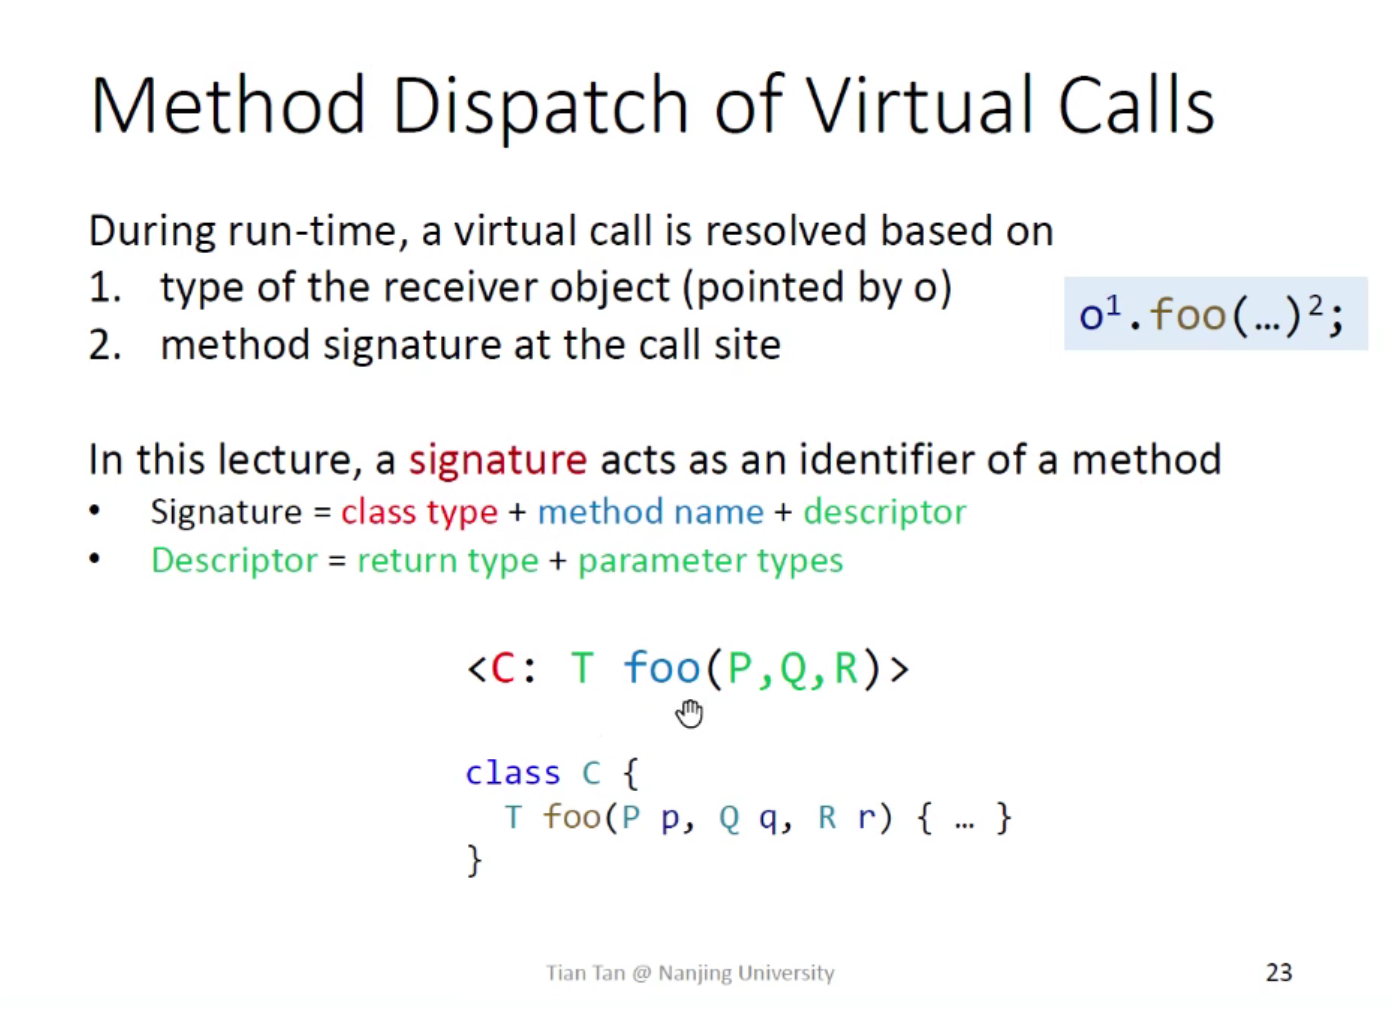 Method Dispatch of Virtual Calls
During run-time, a virtual call is resolved based on
1. type of the receiver object (pointed by o)
2. method signature at the call site
o¹.foo(…)²;
In this lecture, a signature acts as an identifier of a method
• Signature = class type + method name + descriptor
• Descriptor = return type + parameter types
<C: T foo(P,Q,R)>
class C {
T foo(P p, Q q, R r) { … }
}
Tian Tan @ Nanjing University
23